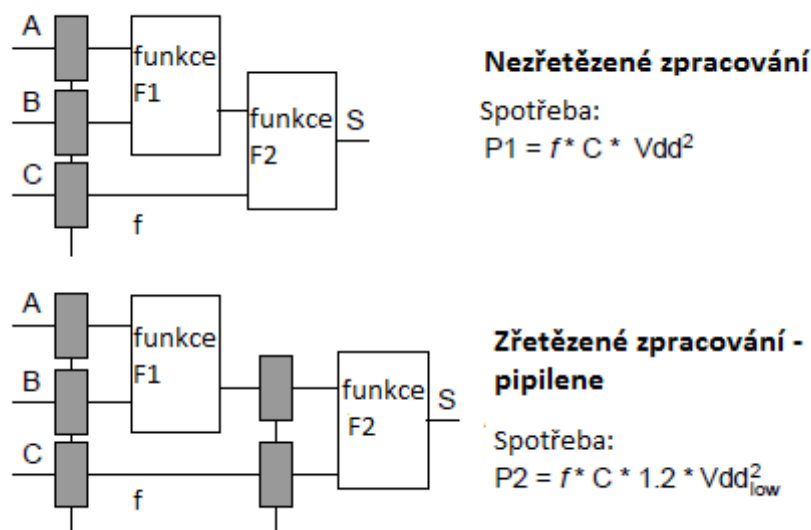 A
B
C
funkce
F1
funkce
F2
S
f
Nezřetězené zpracování
Spotřeba:
P1 = f * C * Vdd²
A
B
C
funkce
F1
funkce
F2
S
f
Zřetězené zpracování -
pipilene
Spotřeba:
P2 = f * C * 1.2 * Vdd²low